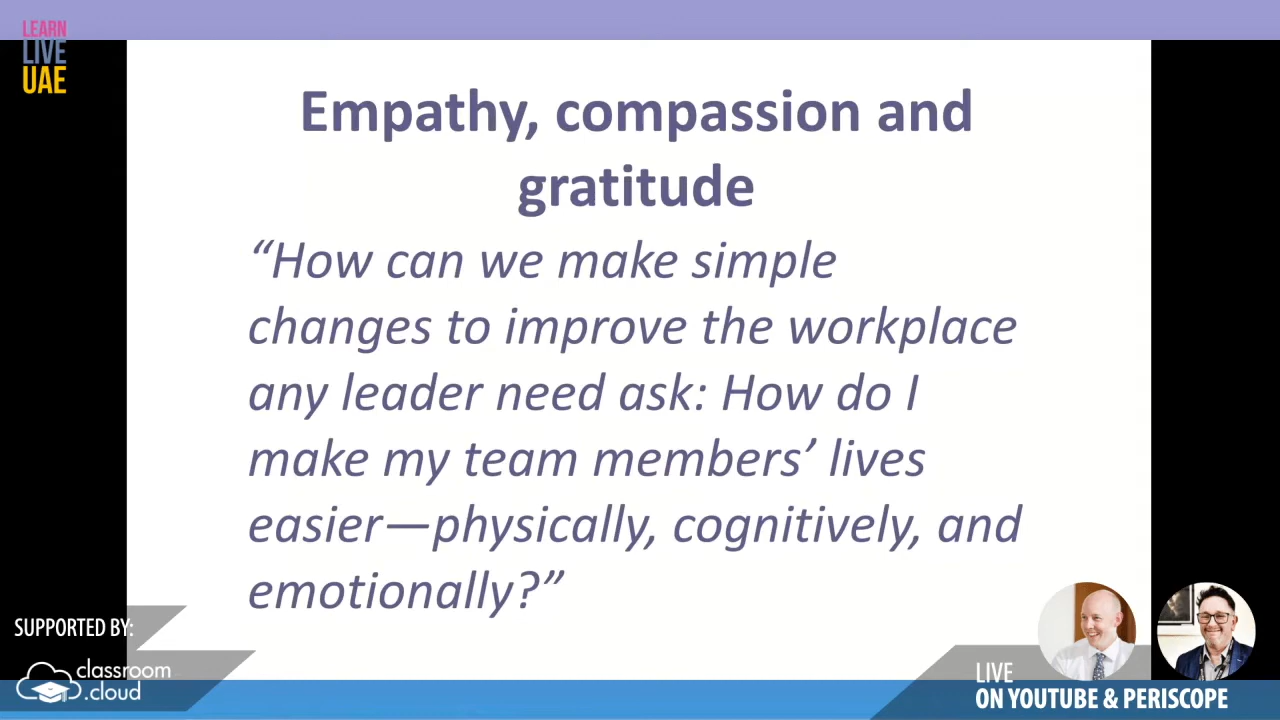 LEARN
LIVE
UAE
Empathy, compassion and
gratitude
“How can we make simple
changes to improve the workplace
any leader need ask: How do I
make my team members’ lives
easier—physically, cognitively, and
emotionally?”
SUPPORTED BY:
classroom
.cloud
LIVE
ON YOUTUBE & PERISCOPE